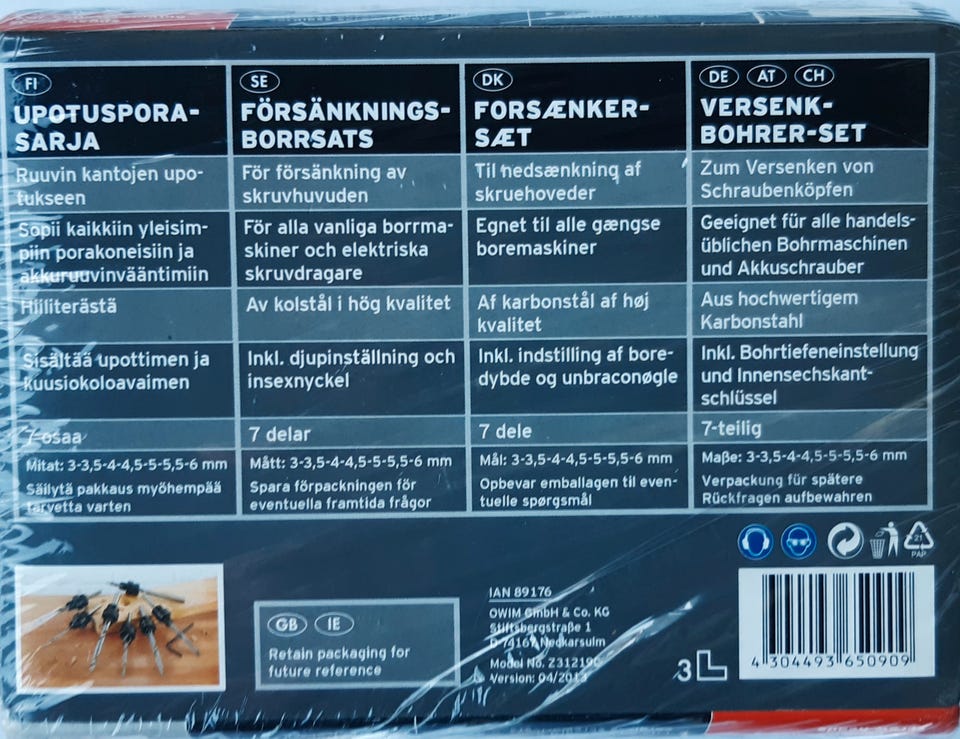 FI
UPOTUSPORA-
SARJA
Ruuvin kantojen upo-
tukseen
Sopii kaikkiin yleisim-
piin porakoneisiin ja
akkuruuvinvääntimiin
Hiiliterästä
Sisältää upottimen ja
kuusiokoloavaimen
7-osaa
Mitat: 3-3,5-4-4,5-5-5,5-6 mm
Säilytä pakkaus myöhempää
tarvetta varten
SE
FÖRSÄNKNINGS-
BORRSATS
För försänkning av
skruvhuvuden
För alla vanliga borrma-
skiner och elektriska
skruvdragare
Av kolstål i hög kvalitet
Inkl. djupinställning och
insexnyckel
7 delar
Mått: 3-3,5-4-4,5-5-5,5-6 mm
Spara förpackningen för
eventuella framtida frågor
DK
FORSÆNKER-
SÆT
Til nedsænkning af
skruehoveder
Egnet til alle gængse
boremaskiner
Af karbonstål af høj
kvalitet
Inkl. indstilling af bore-
dybde og unbraconøgle
7 dele
Mål: 3-3,5-4-4,5-5-5,5-6 mm
Opbevar emballagen til even-
tuelle spørgsmål
DE AT CH
VERSENK-
BOHRER-SET
Zum Versenken von
Schraubenköpfen
Geeignet für alle handels-
üblichen Bohrmaschinen
und Akkuschrauber
Aus hochwertigem
Karbonstahl
Inkl. Bohrtiefeneinstellung
und Innensechskant-
schlüssel
7-teilig
Maße: 3-3,5-4-4,5-5-5,5-6 mm
Verpackung für spätere
Rückfragen aufbewahren
21
PAP
GB IE
Retain packaging for
future reference
IAN 89176
OWIM GmbH & Co. KG
Stiftsbergstraße 1
D-74167 Neckarsulm
Model No.
Version: 04/2013
3 L
4 304493 650909